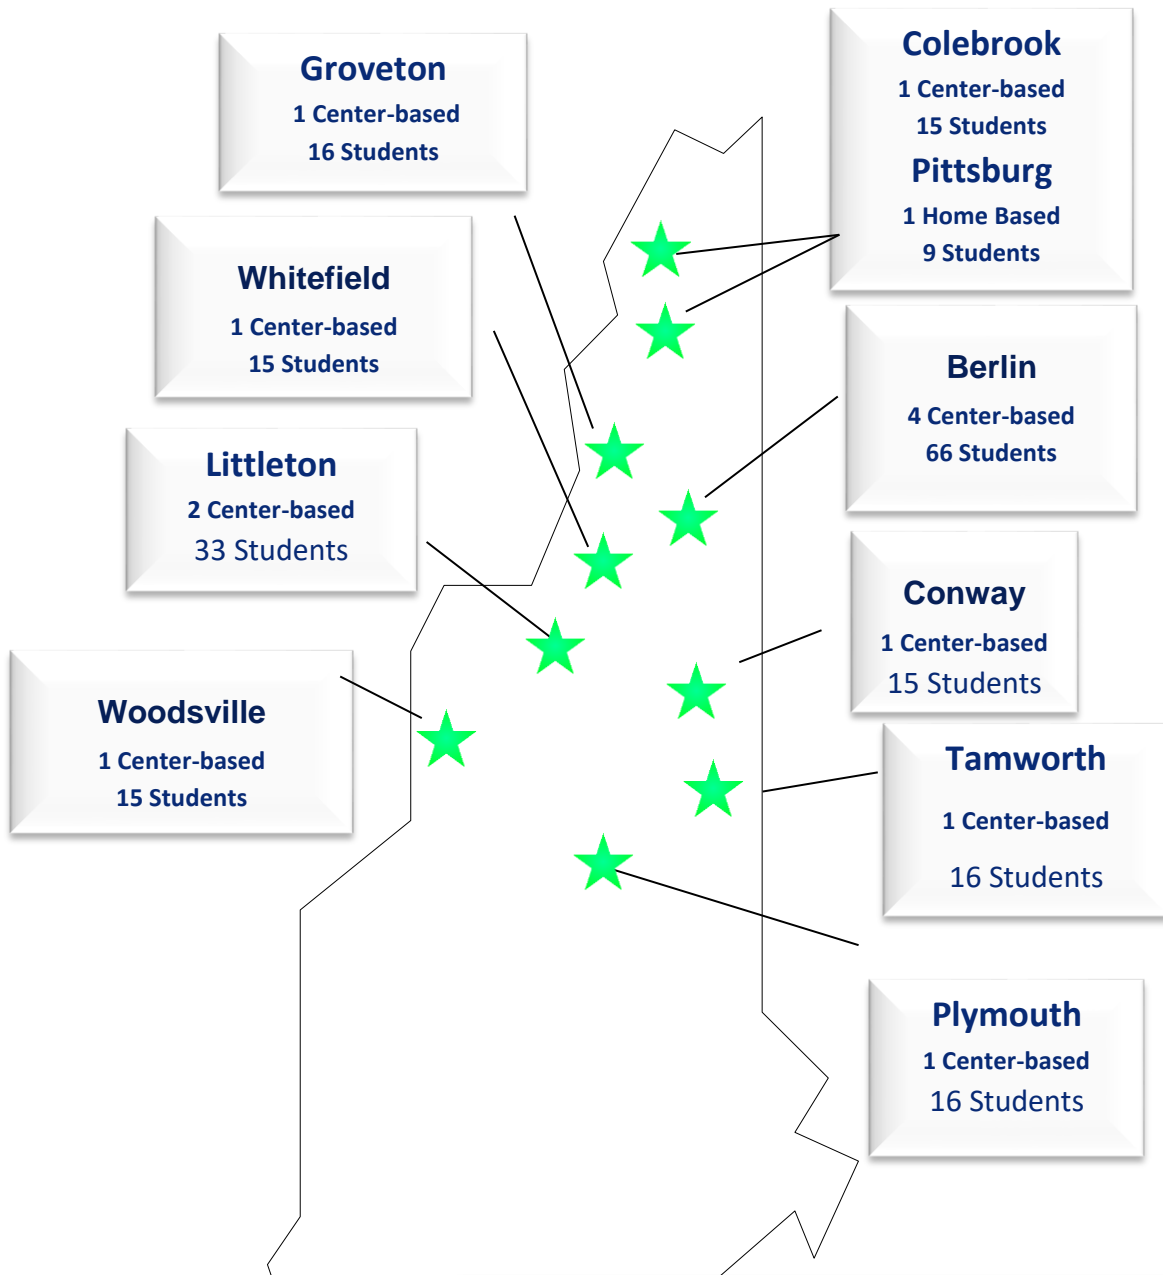 Groveton
1 Center-based
16 Students
Colebrook
1 Center-based
15 Students
Pittsburg
1 Home Based
9 Students
Whitefield
1 Center-based
15 Students
Berlin
4 Center-based
66 Students
Littleton
2 Center-based
33 Students
Conway
1 Center-based
15 Students
Woodsville
1 Center-based
15 Students
Tamworth
1 Center-based
16 Students
Plymouth
1 Center-based
16 Students